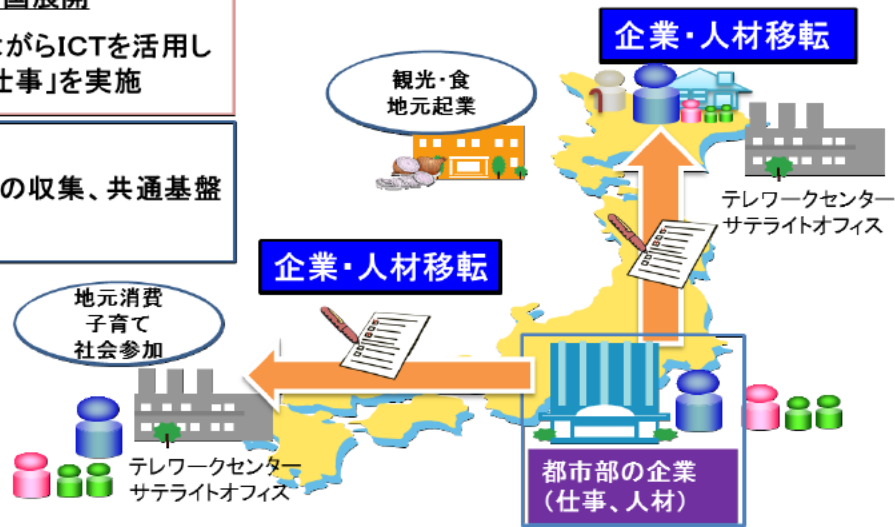 がらICTを活用し
仕事」を実施
企業・人材移転
観光・食
地元起業
テレワークセンター
サテライトオフィス
の収集、共通基盤
企業・人材移転
地元消費
子育て
社会参加
テレワークセンター
サテライトオフィス
都市部の企業
（仕事、人材）